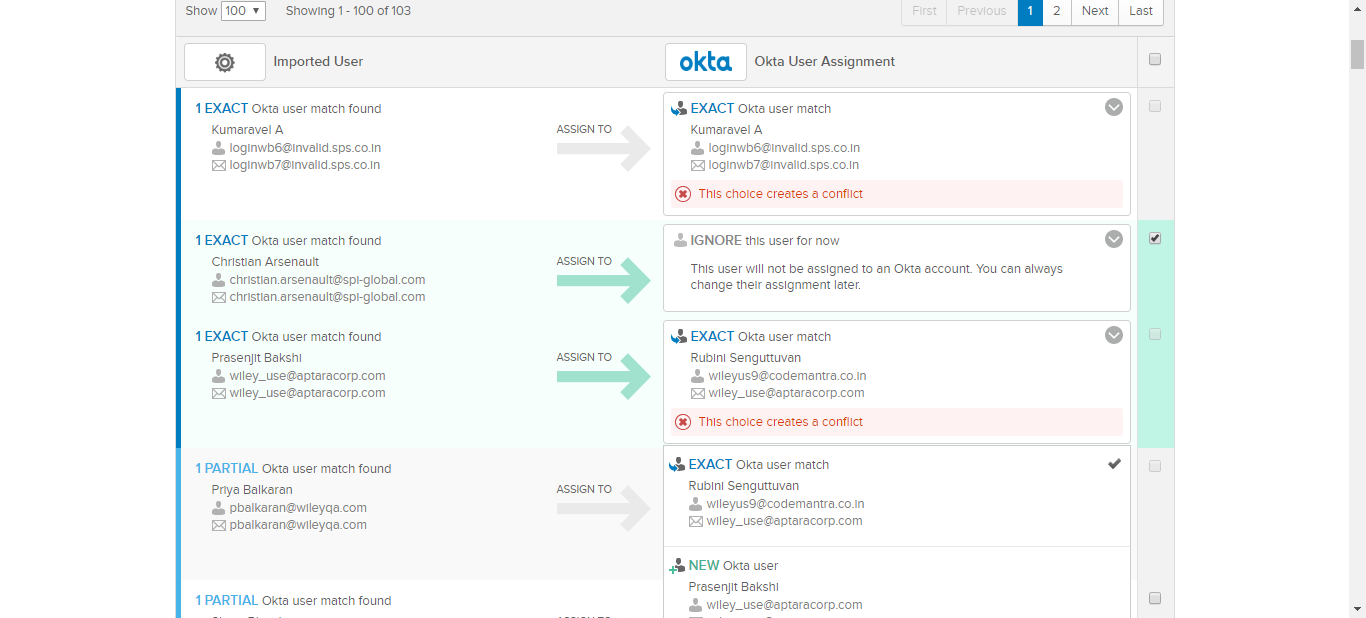 Show 100 Showing 1 - 100 of 103 First Previous 1 2 Next Last
Imported User okta Okta User Assignment
1 EXACT Okta user match found
Kumaravel A
loginwb6@invalid.sps.co.in
loginwb7@invalid.sps.co.in
ASSIGN TO
EXACT Okta user match
Kumaravel A
loginwb6@invalid.sps.co.in
loginwb7@invalid.sps.co.in
This choice creates a conflict
1 EXACT Okta user match found
Christian Arsenault
christian.arsenault@spi-global.com
christian.arsenault@spi-global.com
ASSIGN TO
IGNORE this user for now
This user will not be assigned to an Okta account. You can always
change their assignment later.
1 EXACT Okta user match found
Prasenjit Bakshi
wiley_use@aptaracorp.com
wiley_use@aptaracorp.com
ASSIGN TO
EXACT Okta user match
Rubini Senguttuvan
wileyus9@codemantra.co.in
wiley_use@aptaracorp.com
This choice creates a conflict
1 PARTIAL Okta user match found
Priya Balkaran
pbalkaran@wileyqa.com
pbalkaran@wileyqa.com
ASSIGN TO
EXACT Okta user match
Rubini Senguttuvan
wileyus9@codemantra.co.in
wiley_use@aptaracorp.com
NEW Okta user
Prasenjit Bakshi
wiley_use@aptaracorp.com
1 PARTIAL Okta user match found